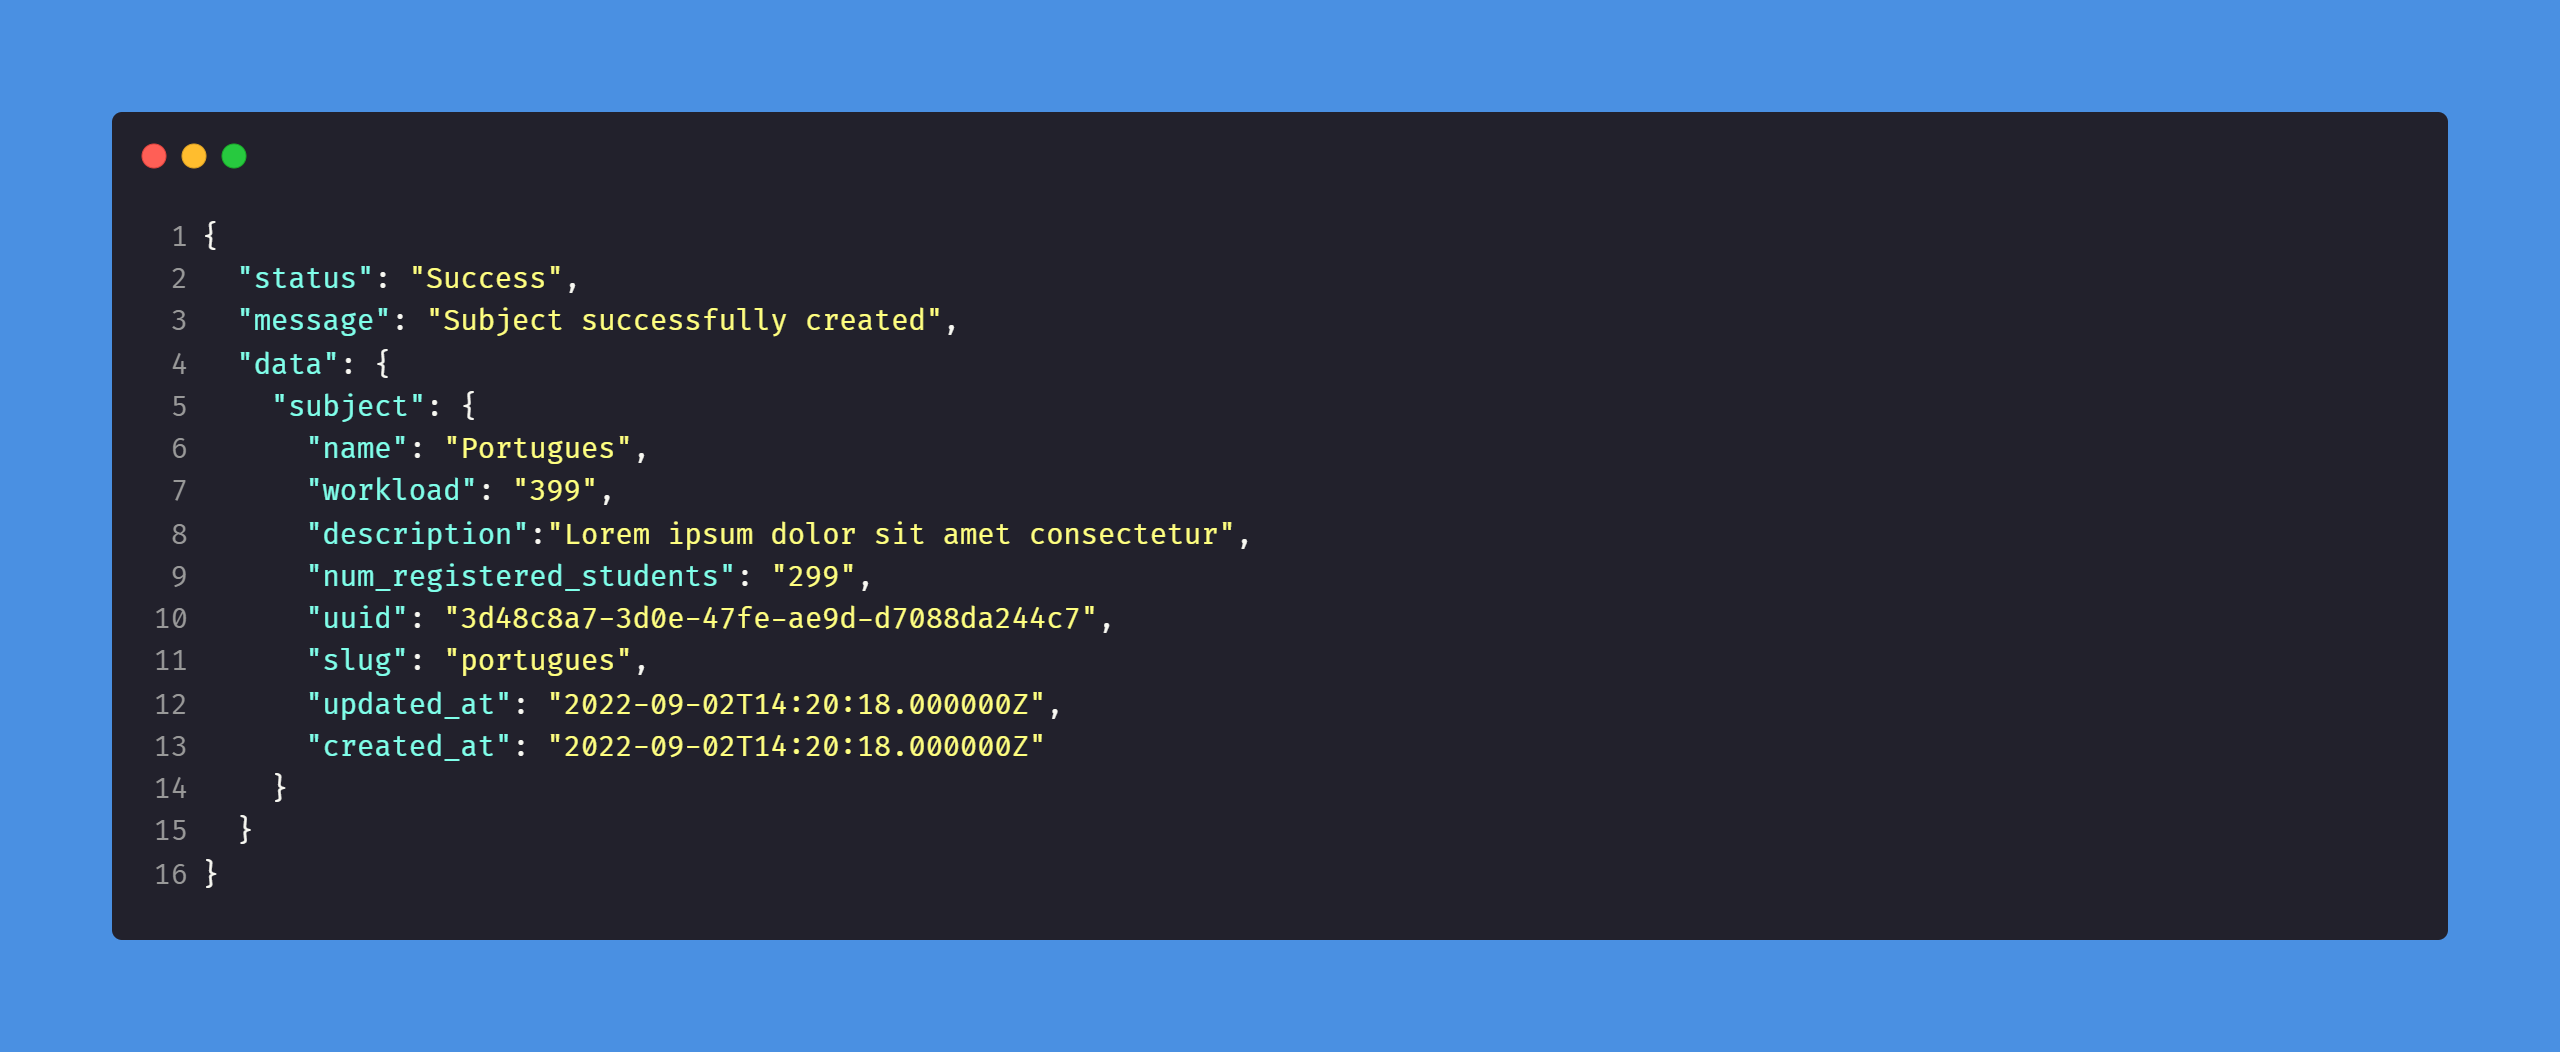 1 {
2   "status": "Success",
3   "message": "Subject successfully created",
4   "data": {
5     "subject": {
6       "name": "Portugues",
7       "workload": "399",
8       "description":"Lorem ipsum dolor sit amet consectetur",
9       "num_registered_students": "299",
10       "uuid": "3d48c8a7-3d0e-47fe-ae9d-d7088da244c7",
11       "slug": "portugues",
12       "updated_at": "2022-09-02T14:20:18.000000Z",
13       "created_at": "2022-09-02T14:20:18.000000Z"
14     }
15   }
16 }